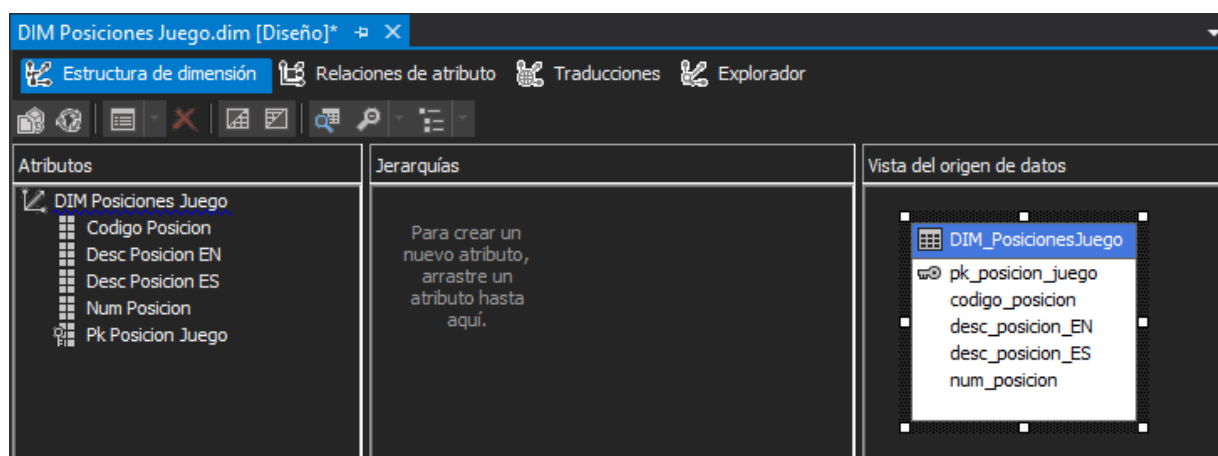 DIM Posiciones Juego.dim [Diseño]*
Estructura de dimensión Relaciones de atributo Traducciones Explorador
Atributos
DIM Posiciones Juego
Codigo Posicion
Desc Posicion EN
Desc Posicion ES
Num Posicion
Pk Posicion Juego
Jerarquías
Para crear un
nuevo atributo,
arrastre un
atributo hasta
aquí.
Vista del origen de datos
DIM_PosicionesJuego
pk_posicion_juego
codigo_posicion
desc_posicion_EN
desc_posicion_ES
num_posicion